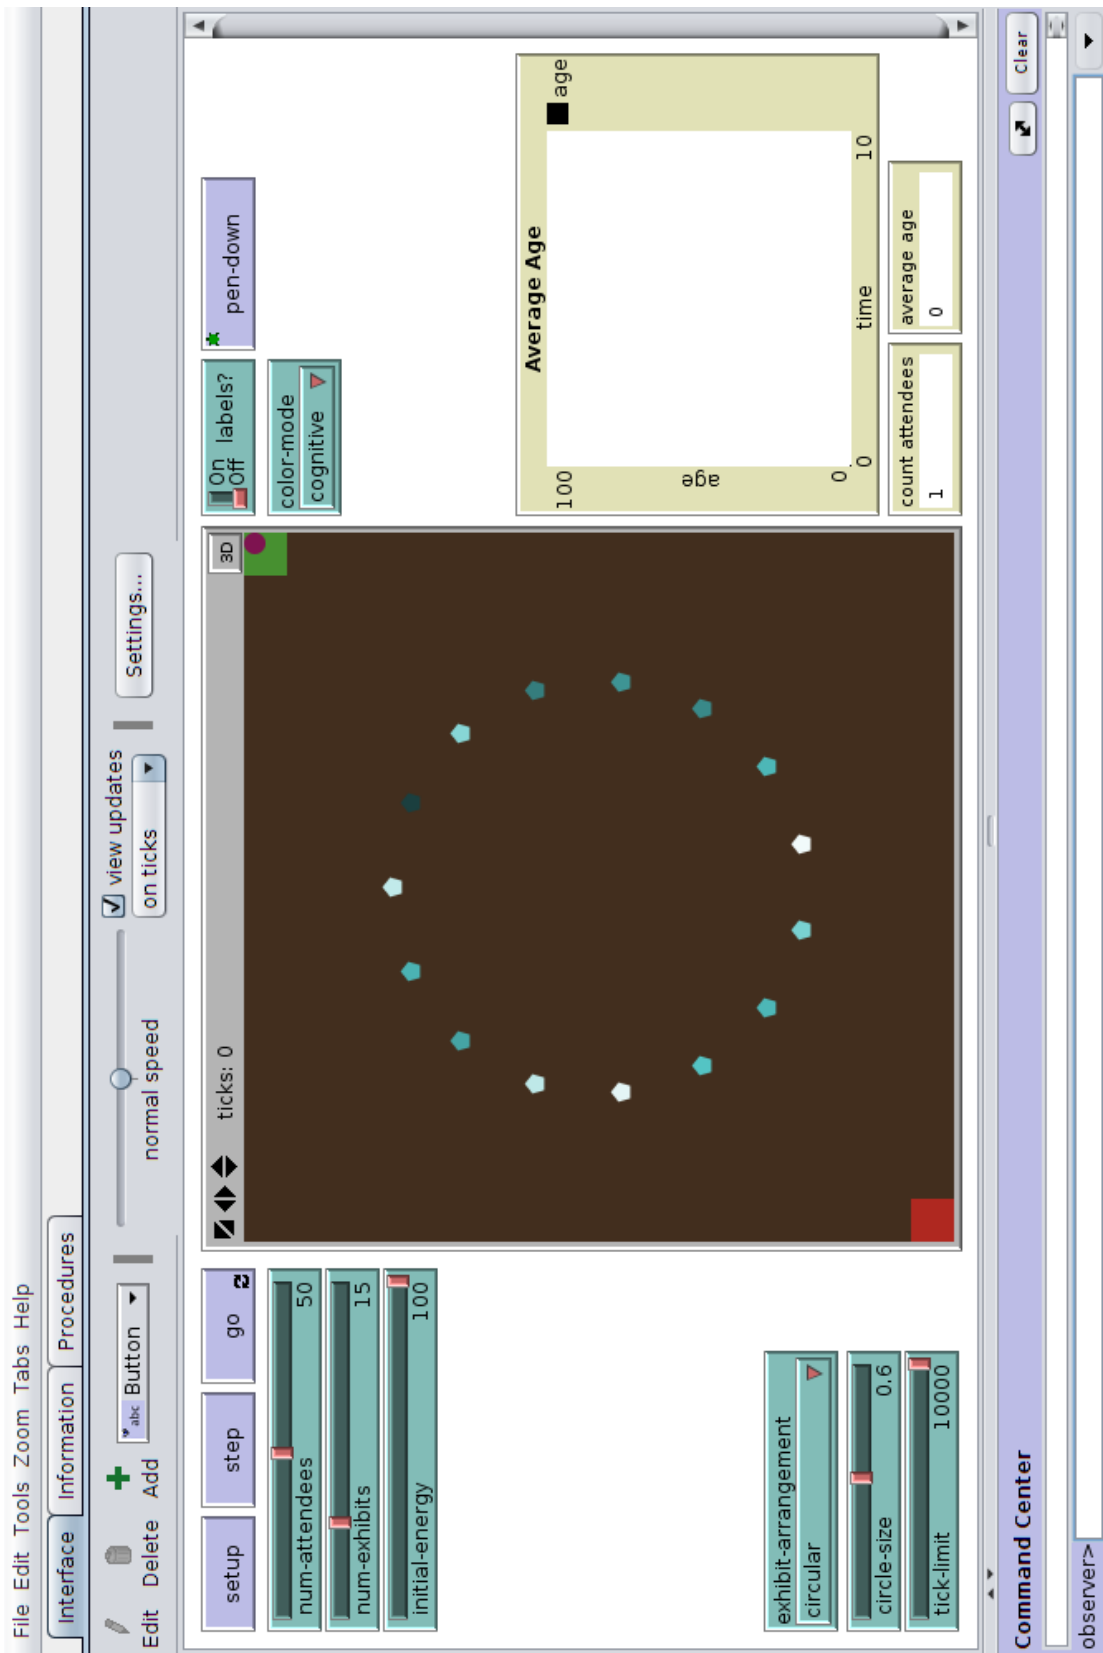 File Edit Tools Zoom Tabs Help
Interface Information Procedures
Edit Delete Add
abc Button
normal speed
view updates
on ticks
Settings...
setup step go
num-attendees 50
num-exhibits 15
initial-energy 100
exhibit-arrangement
circular
circle-size 0.6
tick-limit 10000
ticks: 0
3D
On
Off
labels?
pen-down
color-mode
cognitive
Average Age
100
age
0
0
time
10
age
count attendees
1
average age
0
Command Center
Clear
observer>